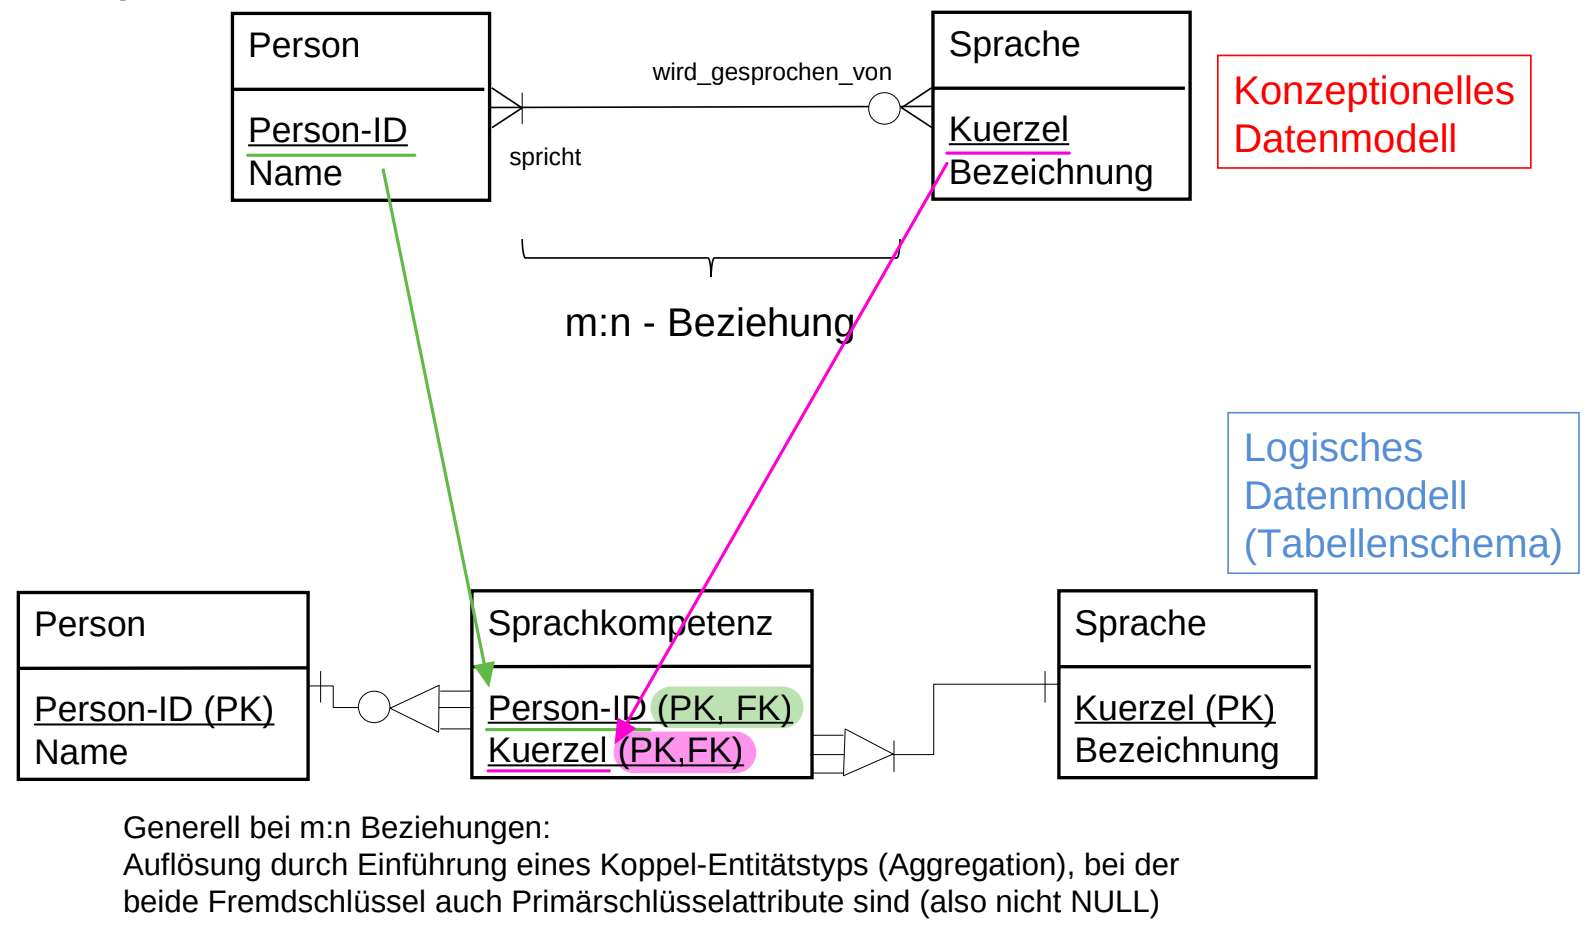 Person
Person-ID
Name
wird_gesprochen_von
spricht
Sprache
Kuerzel
Bezeichnung
Konzeptionelles
Datenmodell
m:n - Beziehung
Logisches
Datenmodell
(Tabellenschema)
Person
Person-ID (PK)
Name
Sprachkompetenz
Person-ID (PK, FK)
Kuerzel (PK,FK)
Sprache
Kuerzel (PK)
Bezeichnung
Generell bei m:n Beziehungen:
Auflösung durch Einführung eines Koppel-Entitätstyps (Aggregation), bei der
beide Fremdschlüssel auch Primärschlüsselattribute sind (also nicht NULL)